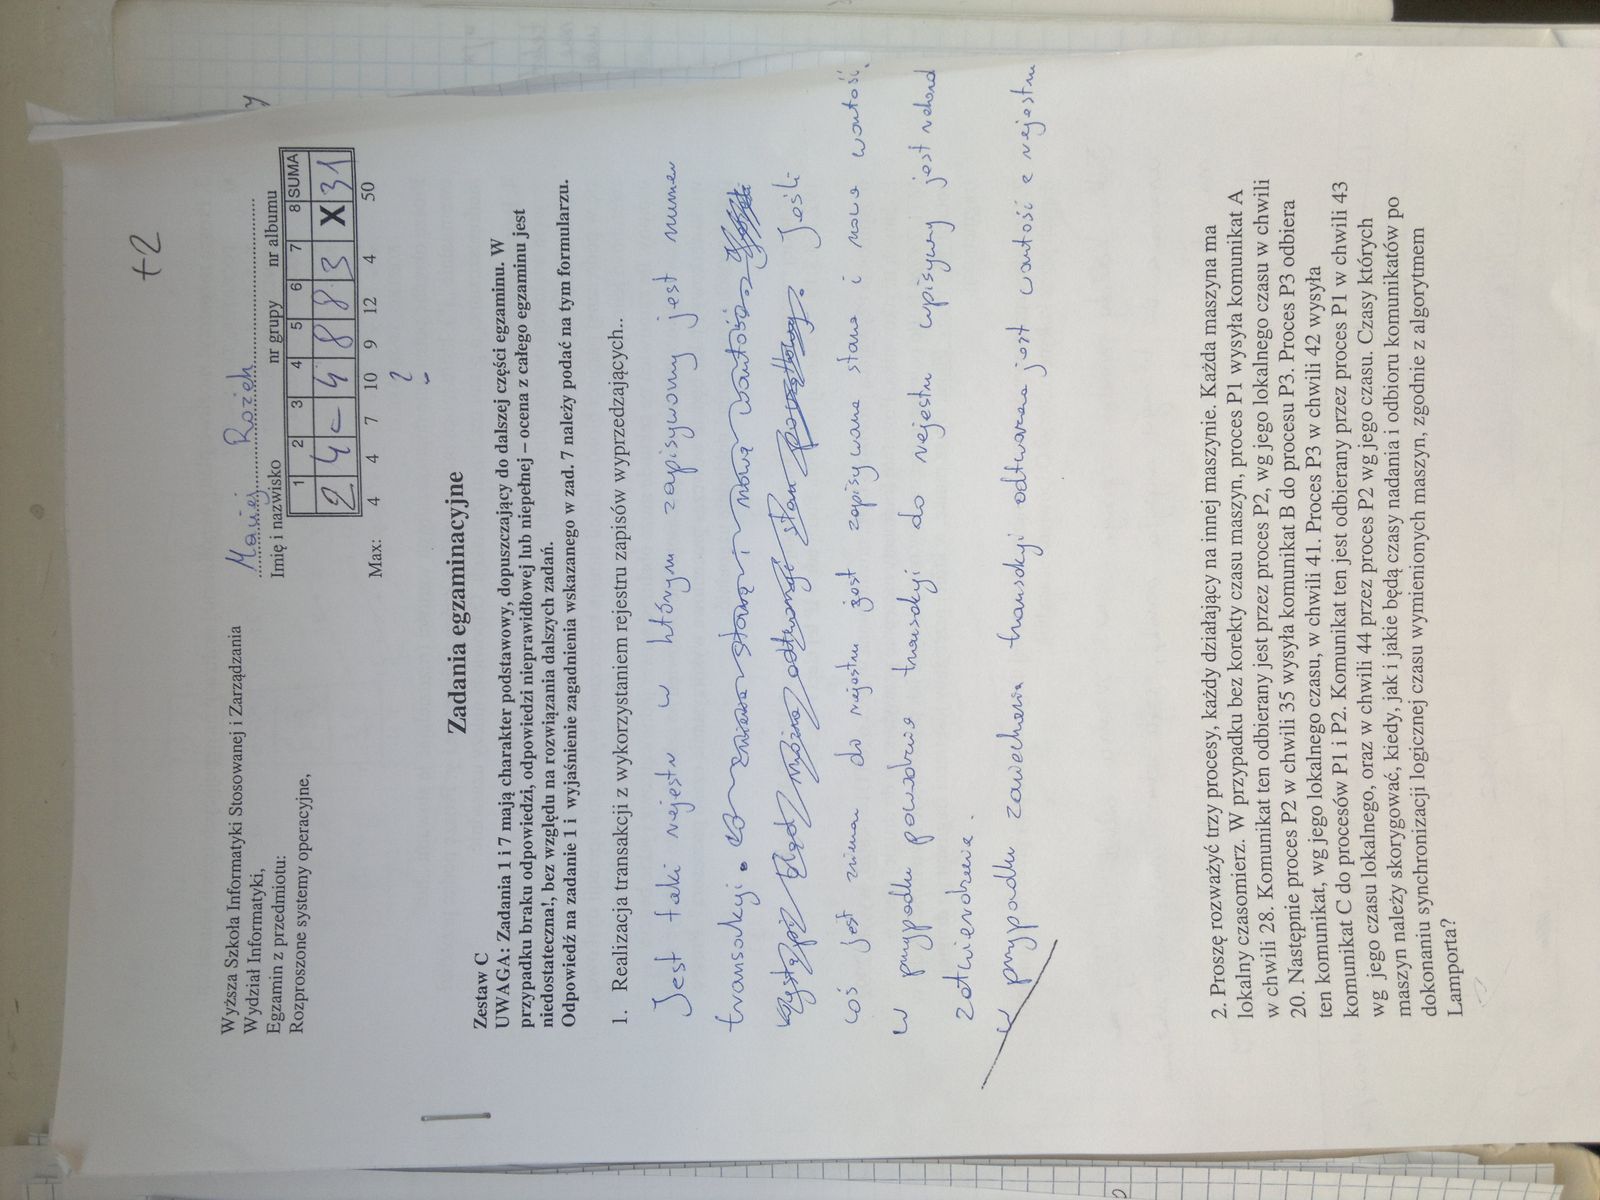 +2
Wyższa Szkoła Informatyki Stosowanej i Zarządzania
Wydział Informatyki,
Egzamin z przedmiotu:
Rozproszone systemy operacyjne,
Maciej Rożek
Imię i nazwisko nr grupy nr albumu
1 2 3 4 5 6 7 8 SUMA
2 4 - 4 8 8 3 X 31
Max: 4 4 7 10 9 12 4 50
?
Zadania egzaminacyjne
Zestaw C
UWAGA: Zadania 1 i 7 mają charakter podstawowy, dopuszczający do dalszej części egzaminu. W
przypadku braku odpowiedzi, odpowiedzi nieprawidłowej lub niepełnej – ocena z całego egzaminu jest
niedostateczna!, bez względu na rozwiązania dalszych zadań.
Odpowiedź na zadanie 1 i wyjaśnienie zagadnienia wskazanego w zad. 7 należy podać na tym formularzu.
1. Realizacja transakcji z wykorzystaniem rejestru zapisów wyprzedzających..
Jest taki rejestr w którym zapisywany jest numer
transakcji. Jeśli
coś jest zmieniane do rejestru jest zapisywana stara i nowa wartość.
W przypadku powodzenia transakcji do rejestru wpisywany jest rekord
zatwierdzenia.
W przypadku zaniechania transakcji odtwarzana jest wartość z rejestru
2. Proszę rozważyć trzy procesy, każdy działający na innej maszynie. Każda maszyna ma
lokalny czasomierz. W przypadku bez korekty czasu maszyn, proces P1 wysyła komunikat A
w chwili 28. Komunikat ten odbierany jest przez proces P2, wg jego lokalnego czasu w chwili
20. Następnie proces P2 w chwili 35 wysyła komunikat B do procesu P3. Proces P3 odbiera
ten komunikat, wg jego lokalnego czasu, w chwili 41. Proces P3 w chwili 42 wysyła
komunikat C do procesów P1 i P2. Komunikat ten jest odbierany przez proces P1 w chwili 43
wg jego czasu lokalnego, oraz w chwili 44 przez proces P2 wg jego czasu. Czasy których
maszyn należy skorygować, kiedy, jak i jakie będą czasy nadania i odbioru komunikatów po
dokonaniu synchronizacji logicznej czasu wymienionych maszyn, zgodnie z algorytmem
Lamporta?